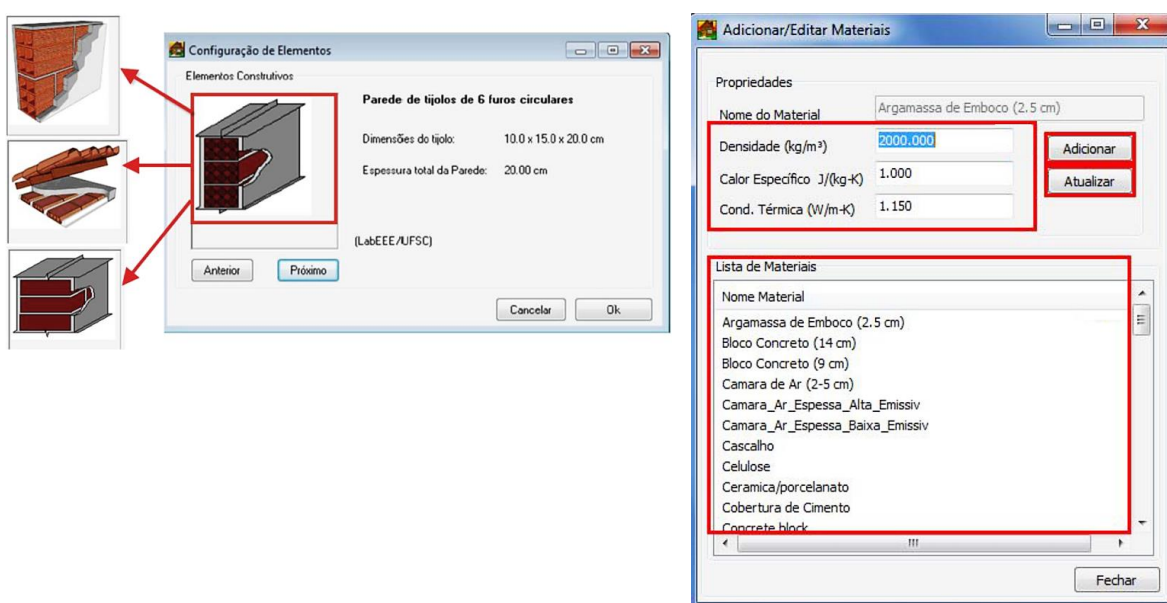 Configuração de Elementos
Elementos Construtivos
Parede de tijolos de 6 furos circulares
Dimensões do tijolo: 10.0 x 15.0 x 20.0 cm
Espessura total da Parede: 20.00 cm
(LabEEE/UFSC)
Anterior Próximo
Cancelar Ok
Adicionar/Editar Materiais
Propriedades
Nome do Material Argamassa de Emboco (2.5 cm)
Densidade (kg/m³) 2000.000 Adicionar
Calor Específico J/(kg-K) 1.000 Atualizar
Cond. Térmica (W/m-K) 1.150
Lista de Materiais
Nome Material
Argamassa de Emboco (2.5 cm)
Bloco Concreto (14 cm)
Bloco Concreto (9 cm)
Camara de Ar (2-5 cm)
Camara_Ar_Espessa_Alta_Emissiv
Camara_Ar_Espessa_Baixa_Emissiv
Cascalho
Celulose
Ceramica/porcelanato
Cobertura de Cimento
Concrete block
Fechar